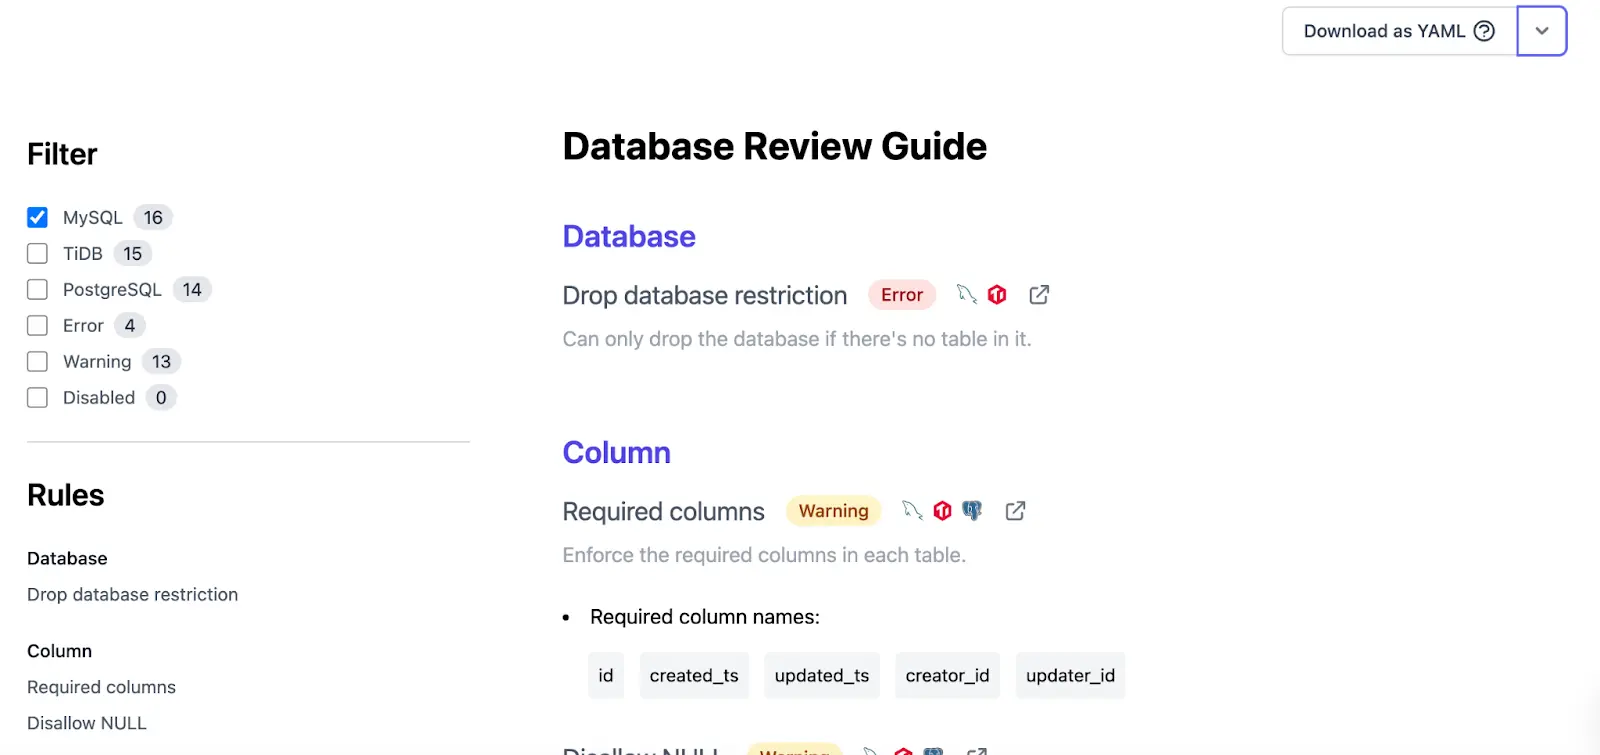 Download as YAML
Filter
MySQL 16
TiDB 15
PostgreSQL 14
Error 4
Warning 13
Disabled 0
Rules
Database
Drop database restriction
Column
Required columns
Disallow NULL
Database Review Guide
Database
Drop database restriction Error
Can only drop the database if there's no table in it.
Column
Required columns Warning
Enforce the required columns in each table.
• Required column names:
id created_ts updated_ts creator_id updater_id
Disallow NULL Warning